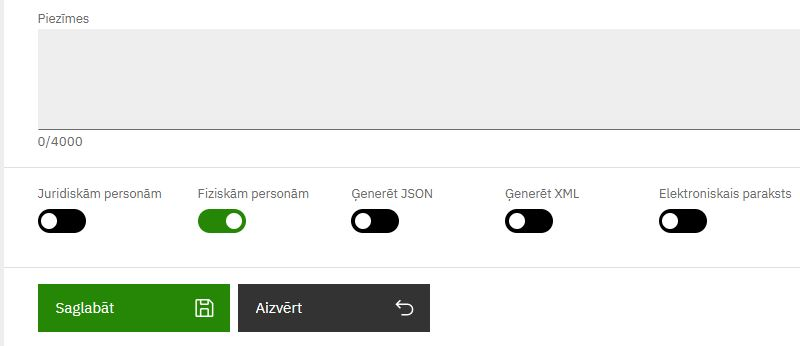 Piezīmes
0/4000
Juridiskām personām Fiziskām personām Ģenerēt JSON Ģenerēt XML Elektroniskais paraksts
Saglabāt Aizvērt